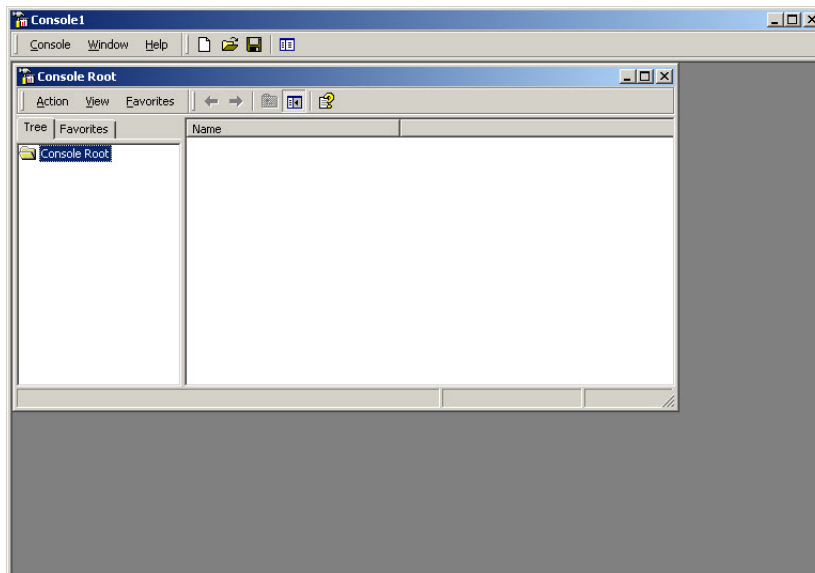 Console1
Console Window Help
Console Root
Action View Favorites
Tree Favorites
Name
Console Root